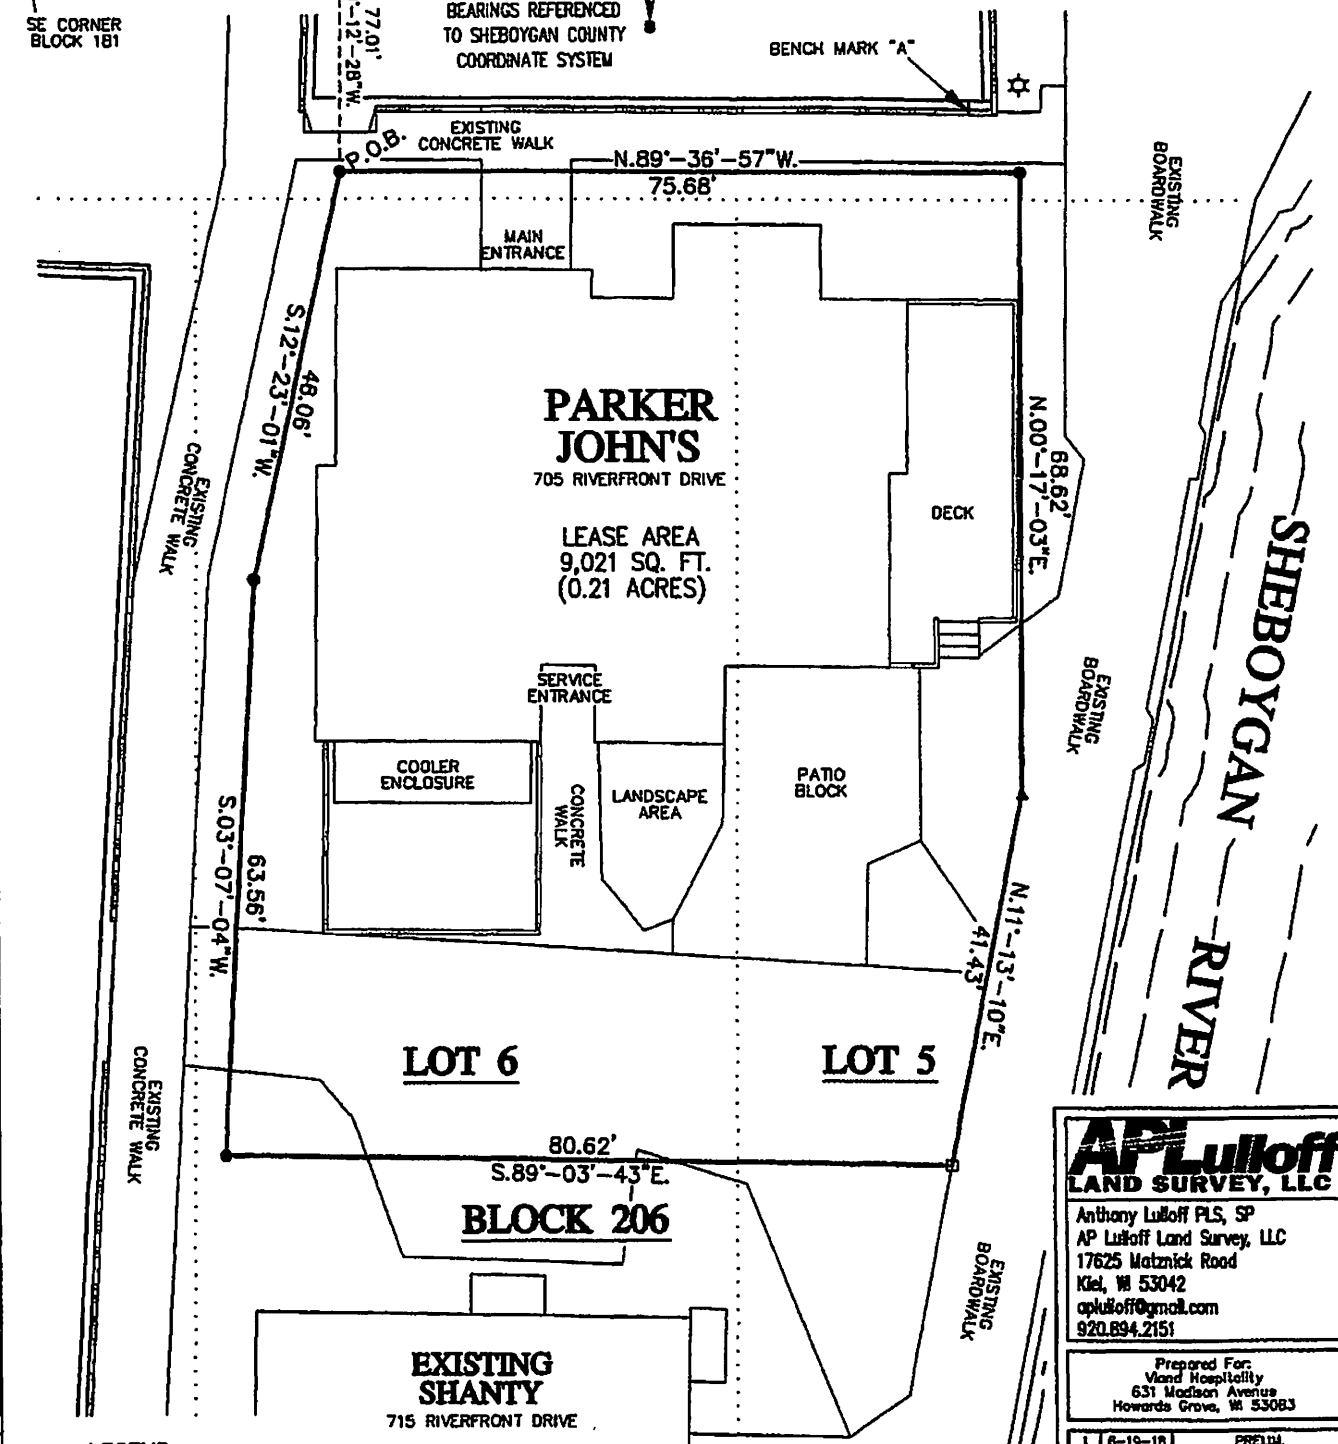 SE CORNER
BLOCK 181
77.01'
'-12'-28"W.
BEARINGS REFERENCED
TO SHEBOYGAN COUNTY
COORDINATE SYSTEM
BENCH MARK "A"
P.O.B.
EXISTING
CONCRETE WALK
N.89°-36'-57"W.
75.68'
EXISTING
BOARDWALK
MAIN
ENTRANCE
S.12°-23'-01"W.
46.06'
PARKER
JOHN'S
705 RIVERFRONT DRIVE
LEASE AREA
9,021 SQ. FT.
(0.21 ACRES)
DECK
68.62'
N.00°-17'-03"E.
EXISTING
CONCRETE WALK
SHEBOYGAN
RIVER
SERVICE
ENTRANCE
EXISTING
BOARDWALK
COOLER
ENCLOSURE
CONCRETE
WALK
LANDSCAPE
AREA
PATIO
BLOCK
63.56'
S.03°-07'-04"W.
N.11°-13'-10"E.
41.43'
LOT 6
LOT 5
EXISTING
CONCRETE WALK
80.62'
S.89°-03'-43"E.
BLOCK 206
EXISTING
BOARDWALK
EXISTING
SHANTY
715 RIVERFRONT DRIVE
APLulloff
LAND SURVEY, LLC
Anthony Lulloff PLS, SP
AP Lulloff Land Survey, LLC
17625 Matznick Road
Kiel, WI 53042
aplulloff@gmail.com
920.894.2151
Prepared For:
Viand Hospitality
631 Madison Avenue
Howards Grove, WI 53083
1 6-19-18 PRELIM.